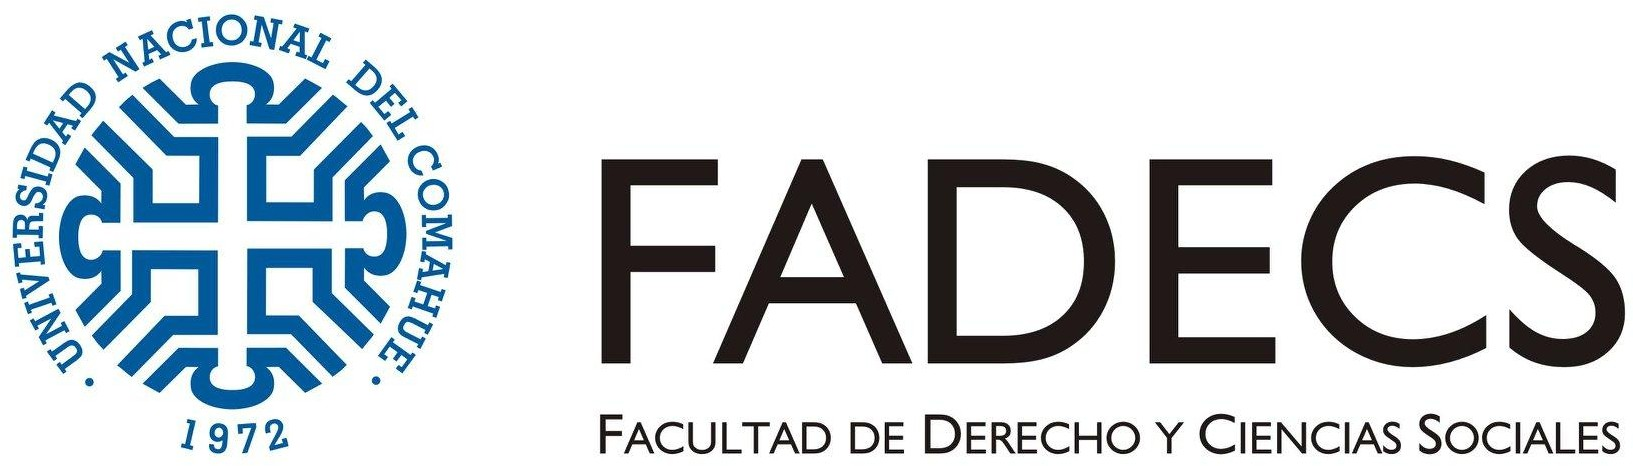 UNIVERSIDAD NACIONAL DEL COMAHUE
1972
FADECS
FACULTAD DE DERECHO Y CIENCIAS SOCIALES